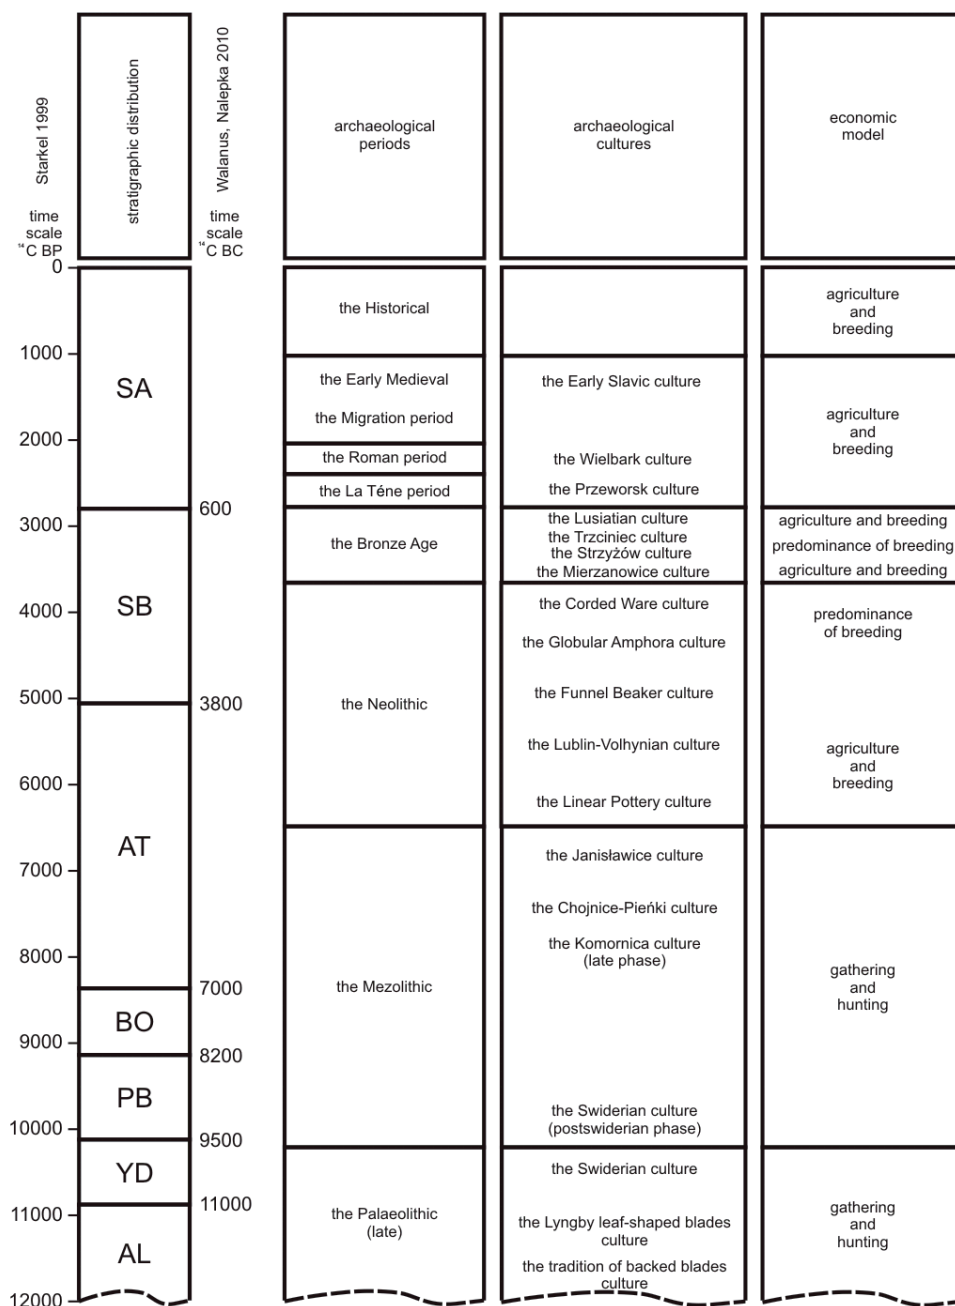 Starkel 1999
time
scale
¹⁴C BP
stratigraphic distribution
Walanus, Nalepka 2010
time
scale
¹⁴C BC
archaeological
periods
archaeological
cultures
economic
model
0
1000
2000
3000
4000
5000
6000
7000
8000
9000
10000
11000
12000
SA
SB
AT
BO
PB
YD
AL
600
3800
7000
8200
9500
11000
the Historical
the Early Medieval
the Migration period
the Roman period
the La Téne period
the Bronze Age
the Neolithic
the Mezolithic
the Palaeolithic
(late)
the Early Slavic culture
the Wielbark culture
the Przeworsk culture
the Lusiatian culture
the Trzciniec culture
the Strzyżów culture
the Mierzanowice culture
the Corded Ware culture
the Globular Amphora culture
the Funnel Beaker culture
the Lublin-Volhynian culture
the Linear Pottery culture
the Janisławice culture
the Chojnice-Pieńki culture
the Komornica culture
(late phase)
the Swiderian culture
(postswiderian phase)
the Swiderian culture
the Lyngby leaf-shaped blades
culture
the tradition of backed blades
culture
agriculture
and
breeding
agriculture
and
breeding
agriculture and breeding
predominance of breeding
agriculture and breeding
predominance
of breeding
agriculture
and
breeding
gathering
and
hunting
gathering
and
hunting